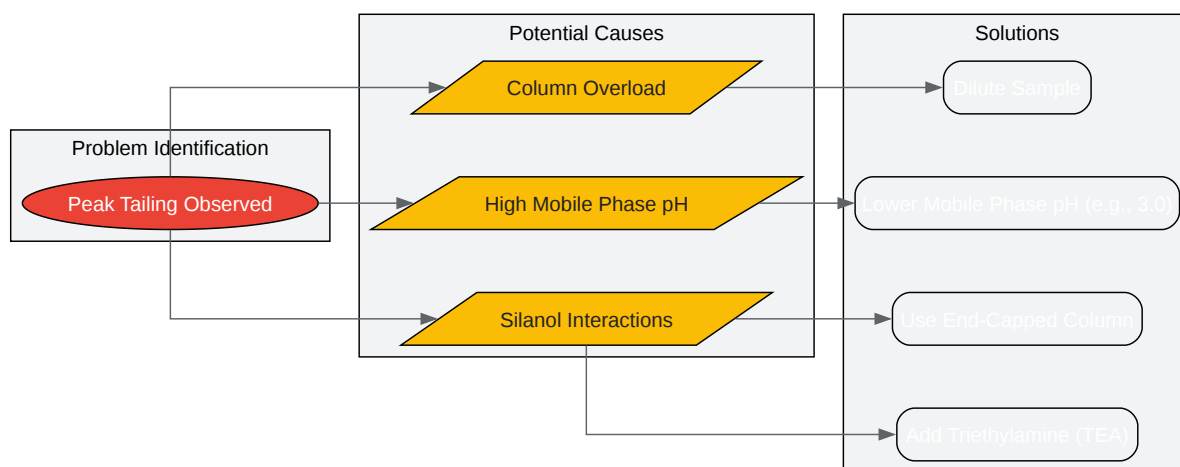 Potential Causes
Solutions
Column Overload
Dilute Sample
Problem Identification
Peak Tailing Observed
High Mobile Phase pH
Lower Mobile Phase pH (e.g., 3.0)
Silanol Interactions
Use End-Capped Column
Add Triethylamine (TEA)